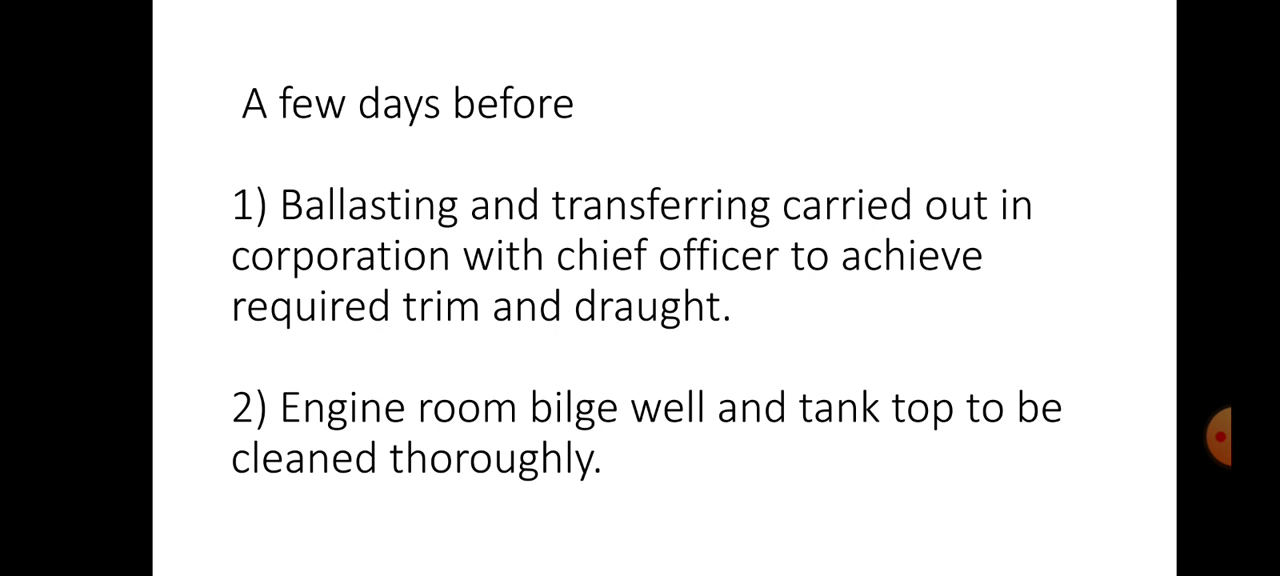 A few days before
1) Ballasting and transferring carried out in
corporation with chief officer to achieve
required trim and draught.
2) Engine room bilge well and tank top to be
cleaned thoroughly.